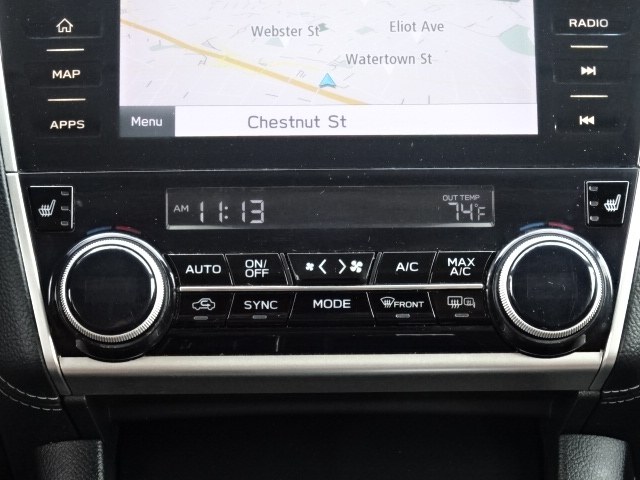 Webster St
Eliot Ave
RADIO
MAP
Watertown St
APPS
Menu
Chestnut St
AM 11:13
OUT TEMP
74°F
AUTO
ON/
OFF
A/C
MAX
A/C
SYNC
MODE
FRONT